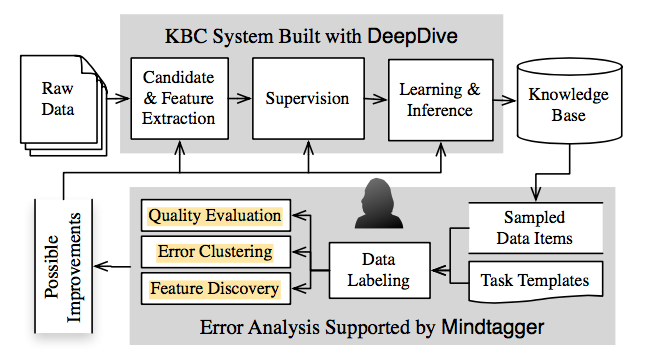 KBC System Built with DeepDive
Raw
Data
Candidate
& Feature
Extraction
Supervision
Learning &
Inference
Knowledge
Base
Possible
Improvements
Quality Evaluation
Error Clustering
Feature Discovery
Data
Labeling
Sampled
Data Items
Task Templates
Error Analysis Supported by Mindtagger